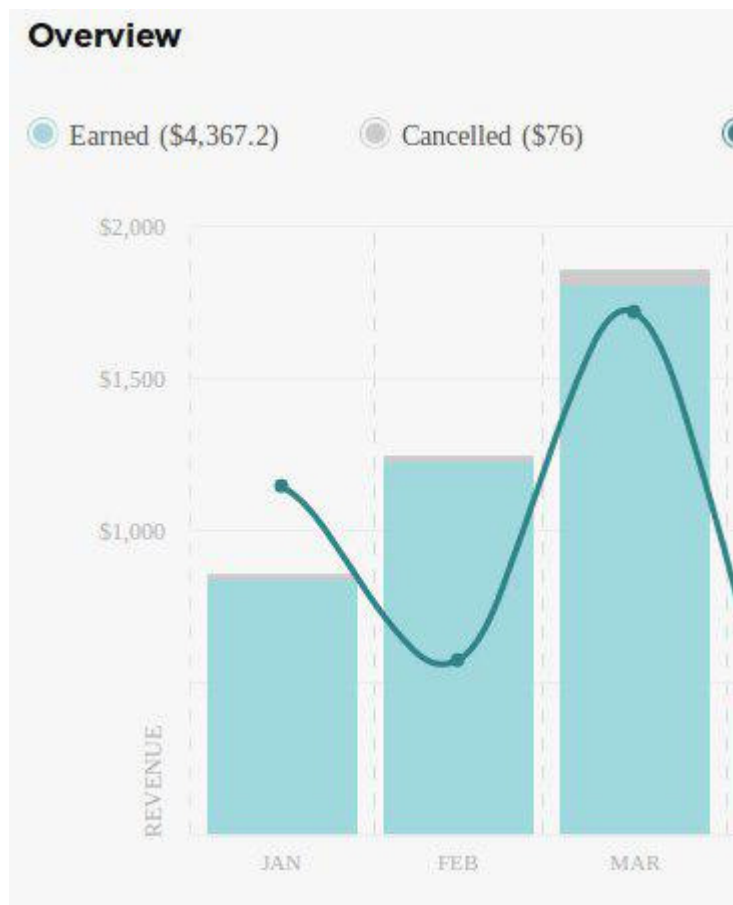 Overview
Earned ($4,367.2)
Cancelled ($76)
$2,000
$1,500
$1,000
REVENUE
JAN
FEB
MAR